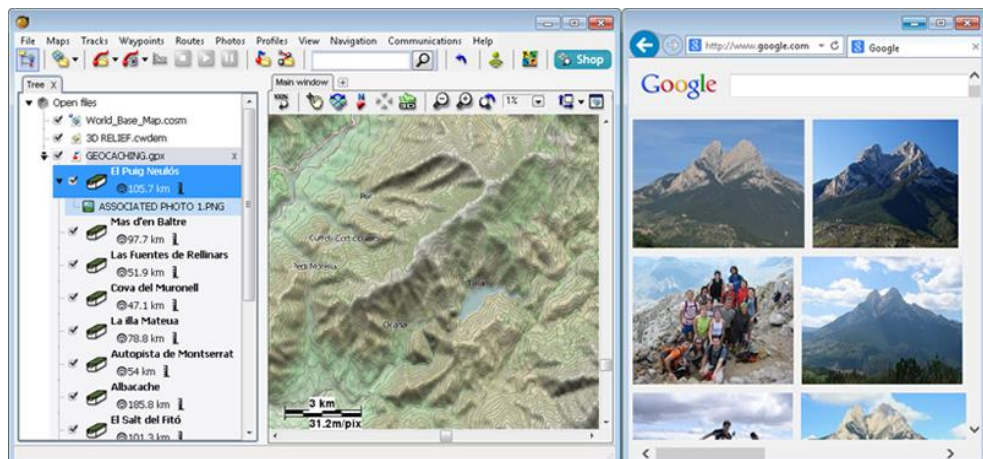 File Maps Tracks Waypoints Routes Photos Profiles View Navigation Communications Help
Shop
Tree X
Open files
World_Base_Map.cosm
3D RELIEF.cwdem
GEOCACHING.gpx x
El Puig Neulós
105.7 km
ASSOCIATED PHOTO 1.PNG
Mas d'en Baltre
97.7 km
Las Fuentes de Rellinars
51.9 km
Cova del Muronell
47.1 km
La illa Mateua
78.8 km
Autopista de Montserrat
54 km
Albacache
185.8 km
El Salt del Fitó
101.3 km
Main window
100%
1%
3 km
31.2m/pix
http://www.google.com
Google
Google